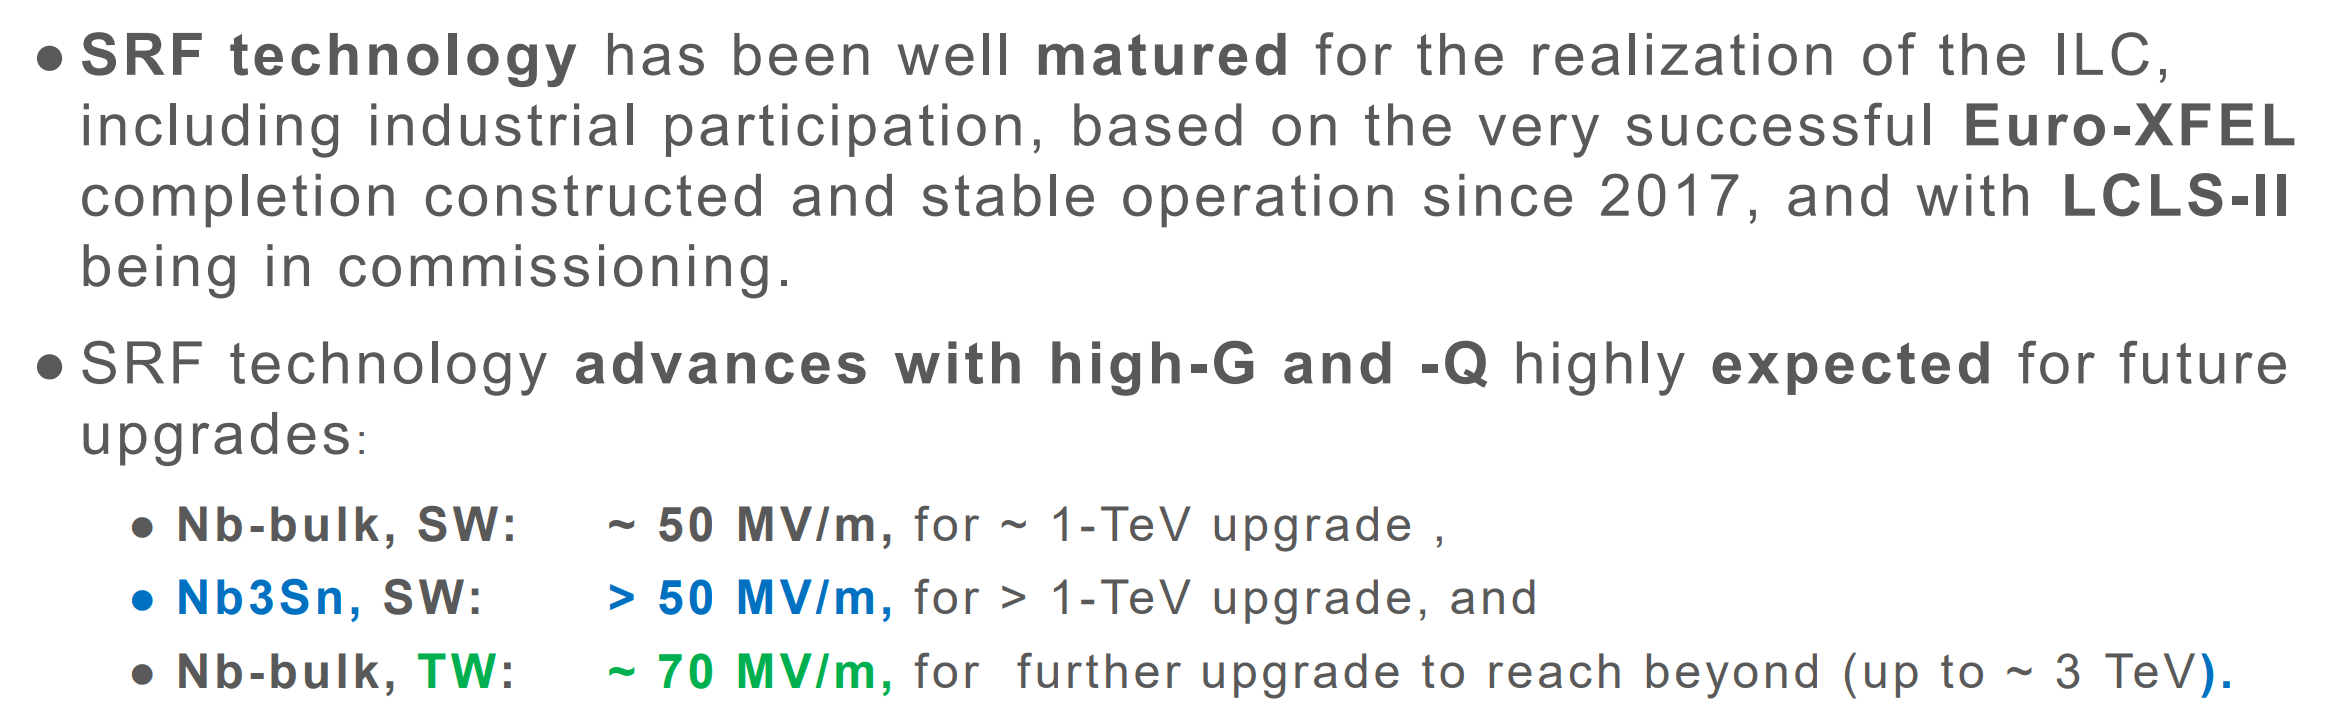 ● SRF technology has been well matured for the realization of the ILC,
including industrial participation, based on the very successful Euro-XFEL
completion constructed and stable operation since 2017, and with LCLS-II
being in commissioning.
● SRF technology advances with high-G and -Q highly expected for future
upgrades:
● Nb-bulk, SW: ~ 50 MV/m, for ~ 1-TeV upgrade ,
● Nb3Sn, SW: > 50 MV/m, for > 1-TeV upgrade, and
● Nb-bulk, TW: ~ 70 MV/m, for further upgrade to reach beyond (up to ~ 3 TeV).